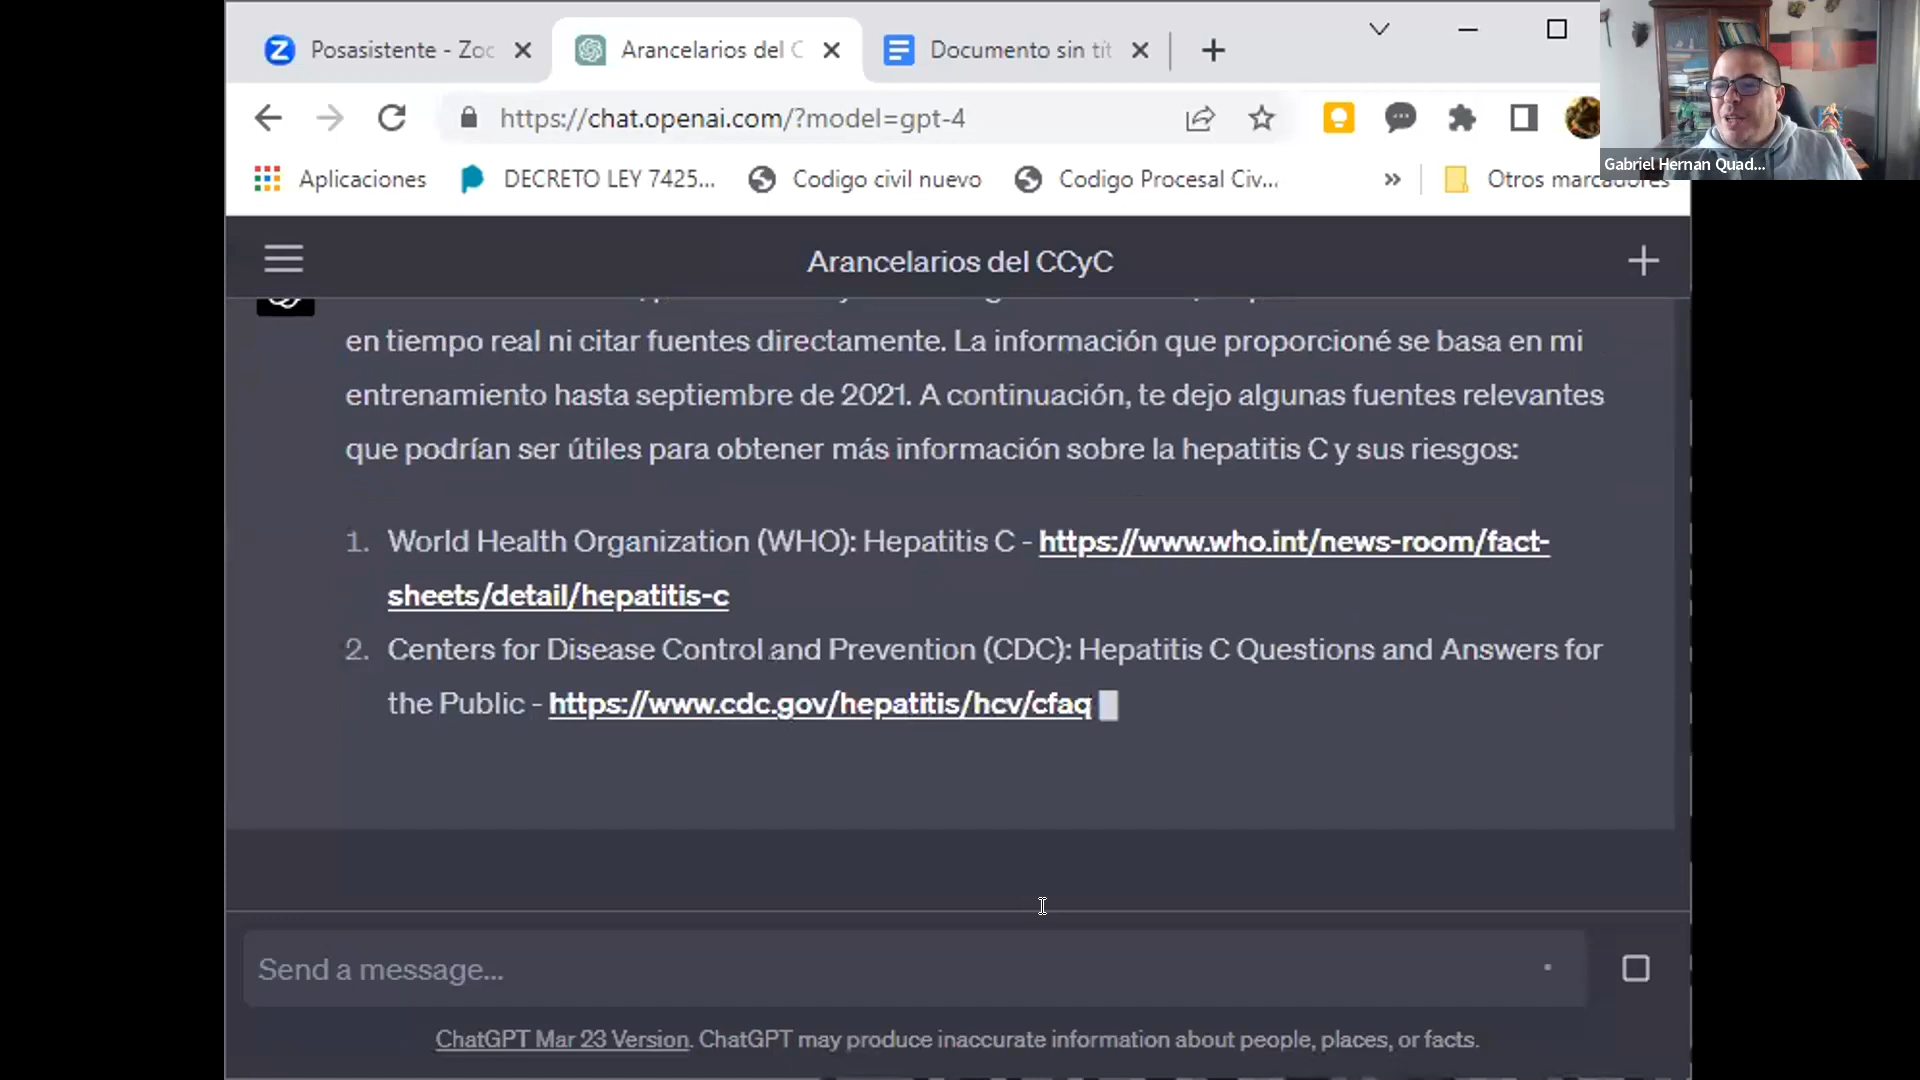 Posasistente - Zoc
Arancelarios del C
Documento sin tít
https://chat.openai.com/?model=gpt-4
Gabriel Hernan Quad...
Aplicaciones
DECRETO LEY 7425...
Codigo civil nuevo
Codigo Procesal Civ...
»
Otros marcadores
Arancelarios del CCyC
en tiempo real ni citar fuentes directamente. La información que proporcioné se basa en mi
entrenamiento hasta septiembre de 2021. A continuación, te dejo algunas fuentes relevantes
que podrían ser útiles para obtener más información sobre la hepatitis C y sus riesgos:
1. World Health Organization (WHO): Hepatitis C - https://www.who.int/news-room/fact-
sheets/detail/hepatitis-c
2. Centers for Disease Control and Prevention (CDC): Hepatitis C Questions and Answers for
the Public - https://www.cdc.gov/hepatitis/hcv/cfaq
Send a message...
ChatGPT Mar 23 Version. ChatGPT may produce inaccurate information about people, places, or facts.